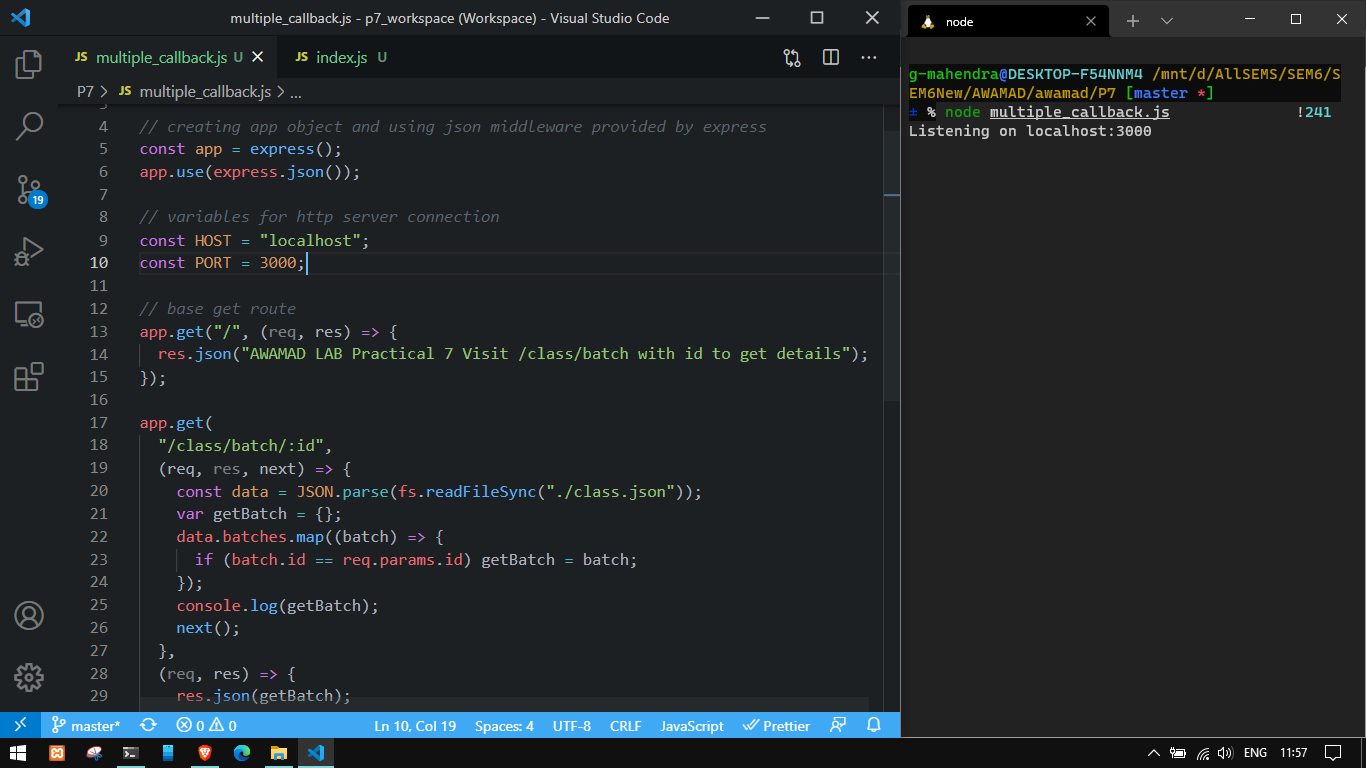 multiple_callback.js - p7_workspace (Workspace) - Visual Studio Code
JS multiple_callback.js U
JS index.js U
P7 > JS multiple_callback.js > ...
4 // creating app object and using json middleware provided by express
5 const app = express();
6 app.use(express.json());
7
8 // variables for http server connection
9 const HOST = "localhost";
10 const PORT = 3000;
11
12 // base get route
13 app.get("/", (req, res) => {
14 res.json("AWAMAD LAB Practical 7 Visit /class/batch with id to get details");
15 });
16
17 app.get(
18 "/class/batch/:id",
19 (req, res, next) => {
20 const data = JSON.parse(fs.readFileSync("./class.json"));
21 var getBatch = {};
22 data.batches.map((batch) => {
23 if (batch.id == req.params.id) getBatch = batch;
24 });
25 console.log(getBatch);
26 next();
27 },
28 (req, res) => {
29 res.json(getBatch);
19
master*
0 0
Ln 10, Col 19
Spaces: 4
UTF-8
CRLF
JavaScript
Prettier
node
g-mahendra@DESKTOP-F54NNM4 /mnt/d/AllSEMS/SEM6/S
EM6New/AWAMAD/awamad/P7 [master *]
± % node multiple_callback.js !241
Listening on localhost:3000
ENG 11:57